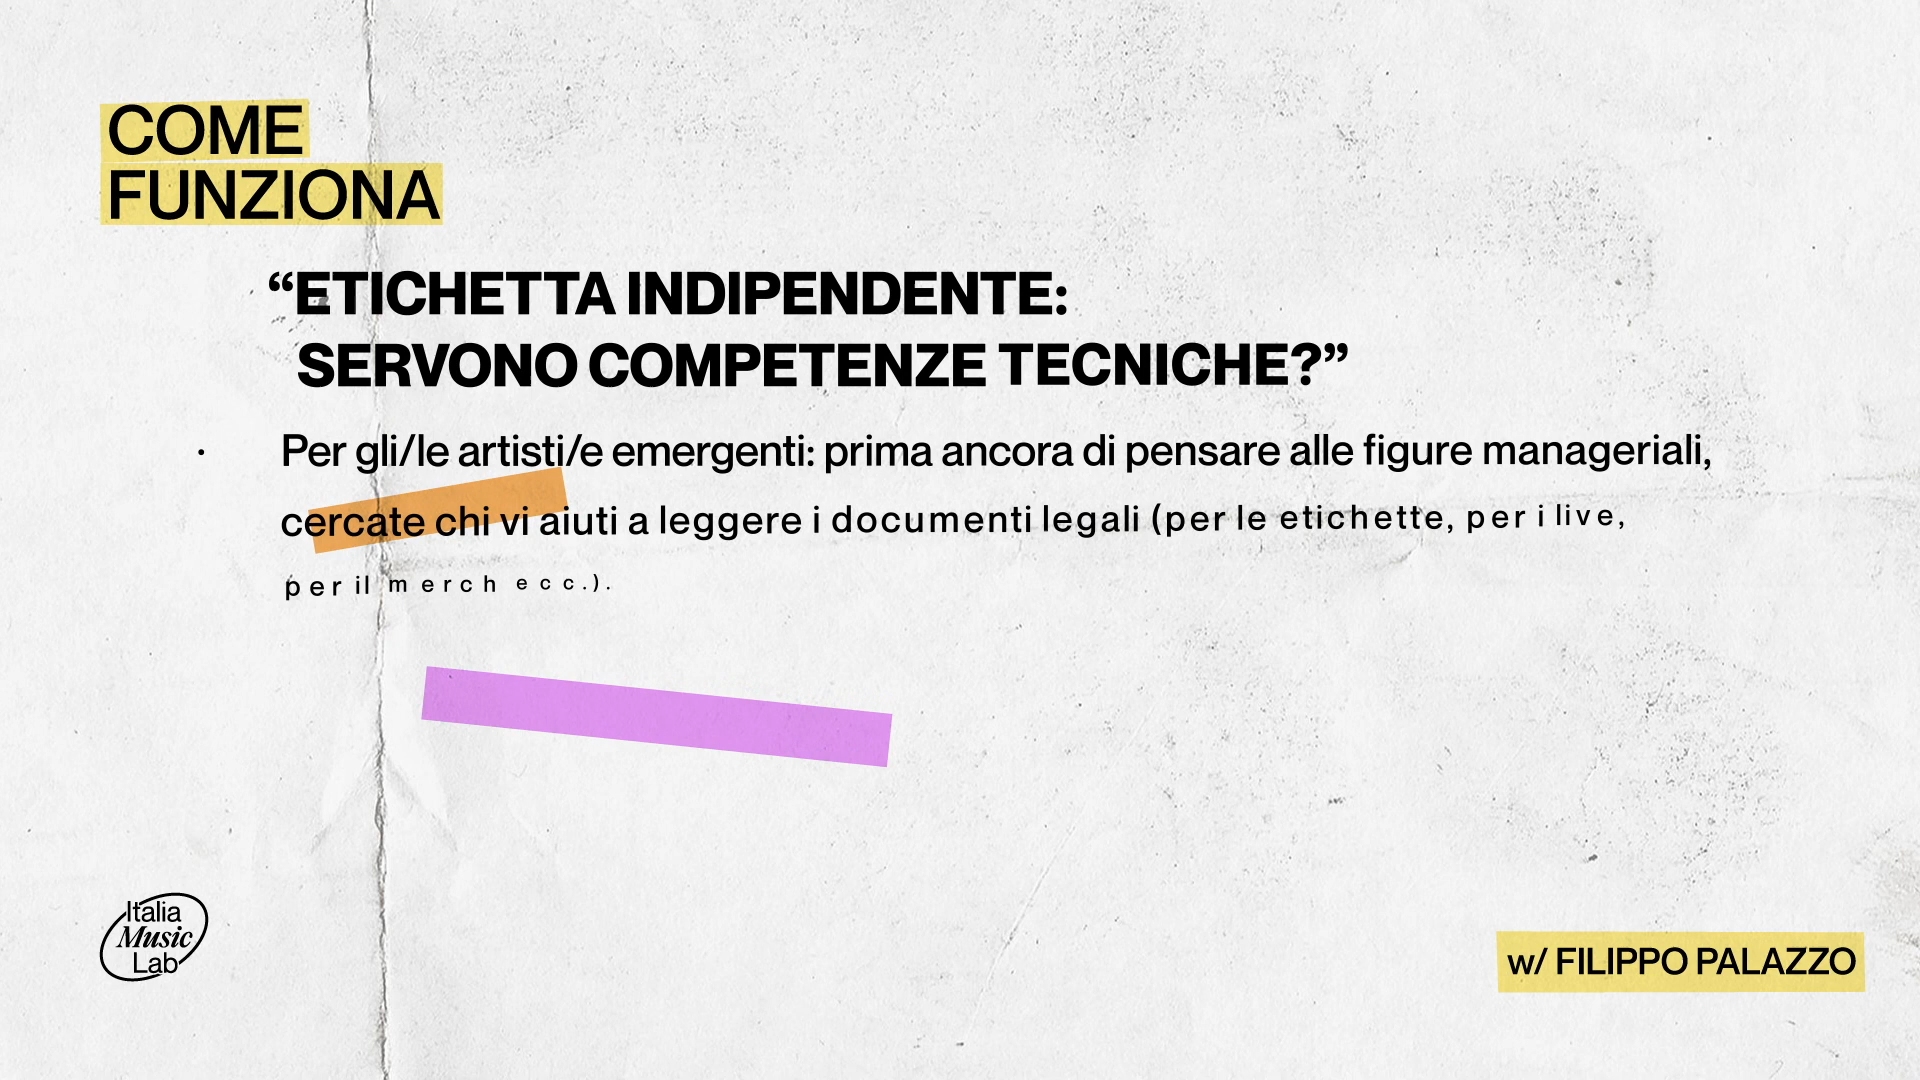 COME
FUNZIONA
“ETICHETTA INDIPENDENTE:
SERVONO COMPETENZE TECNICHE?”
· Per gli/le artisti/e emergenti: prima ancora di pensare alle figure manageriali,
cercate chi vi aiuti a leggere i documenti legali (per le etichette, per i live,
per il merch ecc.).
Italia
Music
Lab
w/ FILIPPO PALAZZO